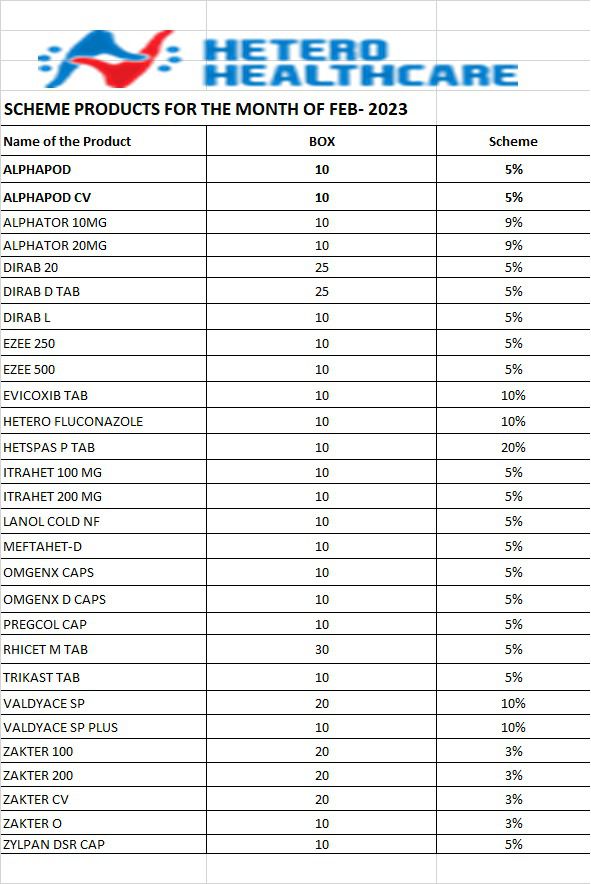 HETERO
HEALTHCARE
SCHEME PRODUCTS FOR THE MONTH OF FEB- 2023
Name of the Product BOX Scheme
ALPHAPOD 10 5%
ALPHAPOD CV 10 5%
ALPHATOR 10MG 10 9%
ALPHATOR 20MG 10 9%
DIRAB 20 25 5%
DIRAB D TAB 25 5%
DIRAB L 10 5%
EZEE 250 10 5%
EZEE 500 10 5%
EVICOXIB TAB 10 10%
HETERO FLUCONAZOLE 10 10%
HETSPAS P TAB 10 20%
ITRAHET 100 MG 10 5%
ITRAHET 200 MG 10 5%
LANOL COLD NF 10 5%
MEFTAHET-D 10 5%
OMGENX CAPS 10 5%
OMGENX D CAPS 10 5%
PREGCOL CAP 10 5%
RHICET M TAB 30 5%
TRIKAST TAB 10 5%
VALDYACE SP 20 10%
VALDYACE SP PLUS 10 10%
ZAKTER 100 20 3%
ZAKTER 200 20 3%
ZAKTER CV 20 3%
ZAKTER O 10 3%
ZYLPAN DSR CAP 10 5%